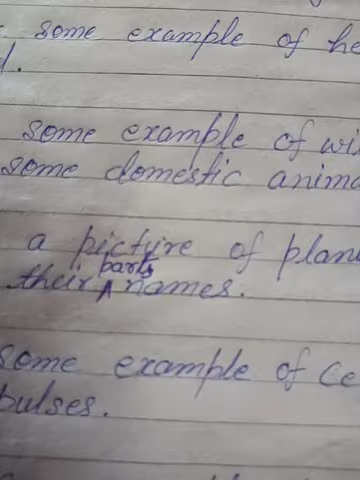 some example of he
d.
some example of wi
some domestic anima
a picture of plan
parts
their ∧ names.
some example of Ce
pulses.